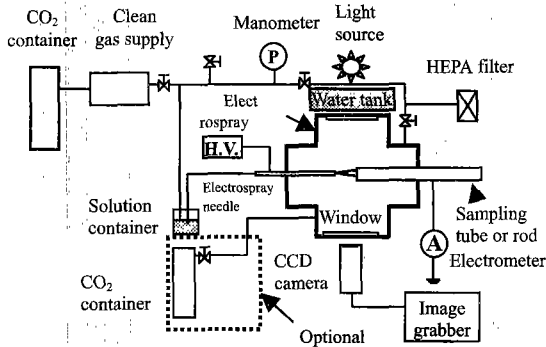 CO₂
container
Clean
gas supply
Manometer
P
Light
source
HEPA filter
Water tank
Elect
rospray
H.V.
Electrospray
needle
Solution
container
Window
Sampling
tube or rod
A
Electrometer
CO₂
container
CCD
camera
Optional
Image
grabber